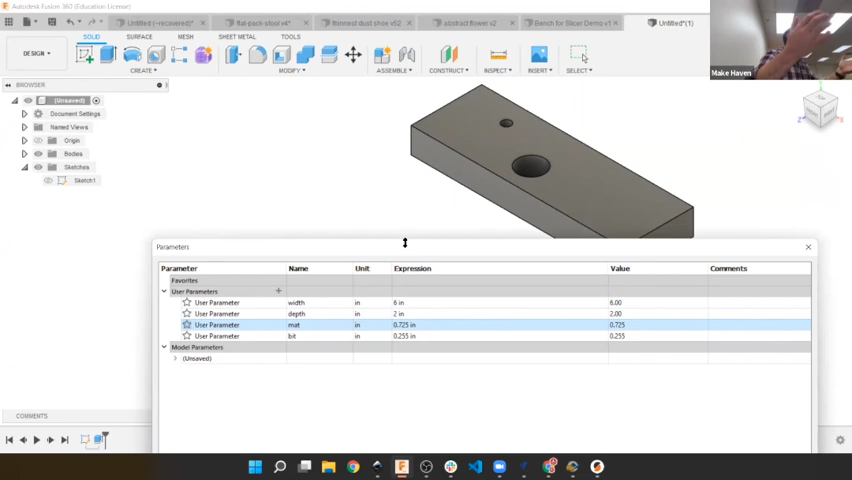 Autodesk Fusion 360 (Education License)
Untitled (~recovered)*
flat-pack-stool v4*
thinnest dust shoe v52
abstract flower v2
Bench for Slicer Demo v1
Untitled*(1)
SOLID SURFACE MESH SHEET METAL TOOLS
DESIGN
CREATE MODIFY ASSEMBLE CONSTRUCT INSPECT INSERT SELECT
Make Haven
BROWSER
(Unsaved)
Document Settings
Named Views
Origin
Bodies
Sketches
Sketch1
Parameters
Parameter Name Unit Expression Value Comments
Favorites
User Parameters
User Parameter width in 6 in 6.00
User Parameter depth in 2 in 2.00
User Parameter mat in 0.725 in 0.725
User Parameter bit in 0.255 in 0.255
Model Parameters
(Unsaved)
COMMENTS